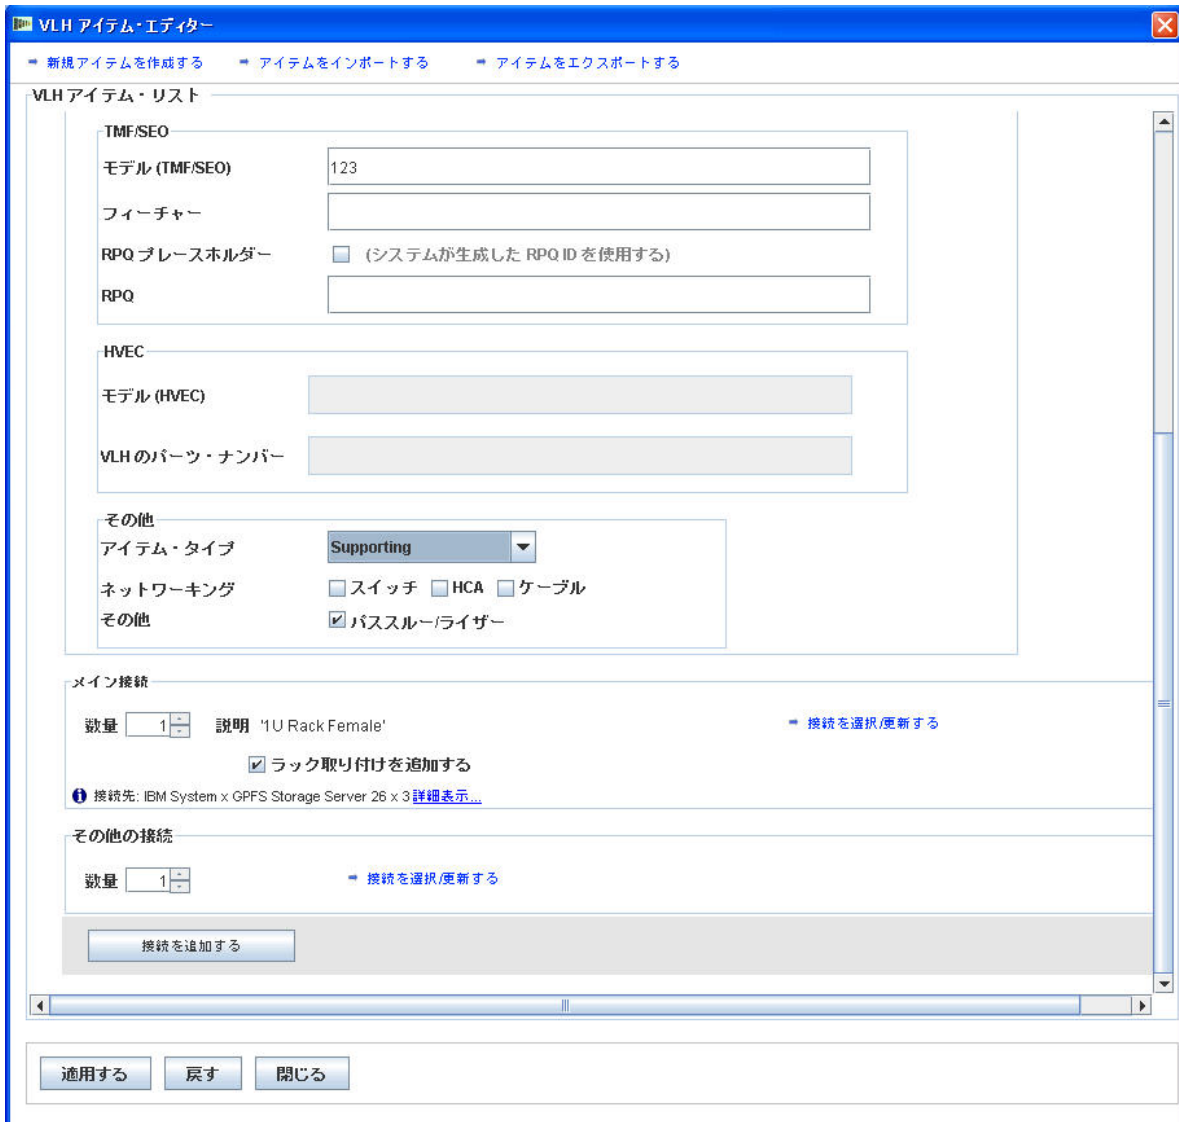 VLH アイテム・エディター
新規アイテムを作成する アイテムをインポートする アイテムをエクスポートする
VLH アイテム・リスト
TMF/SEO
モデル (TMF/SEO) 123
フィーチャー
RPQ プレースホルダー (システムが生成した RPQ ID を使用する)
RPQ
HVEC
モデル (HVEC)
VLH のパーツ・ナンバー
その他
アイテム・タイプ Supporting
ネットワーキング スイッチ HCA ケーブル
その他 パススルー/ライザー
メイン接続
数量 1 説明 '1U Rack Female' 接続を選択/更新する
ラック取り付けを追加する
接続先: IBM System x GPFS Storage Server 26 x 3 詳細表示...
その他の接続
数量 1 接続を選択/更新する
接続を追加する
適用する 戻す 閉じる